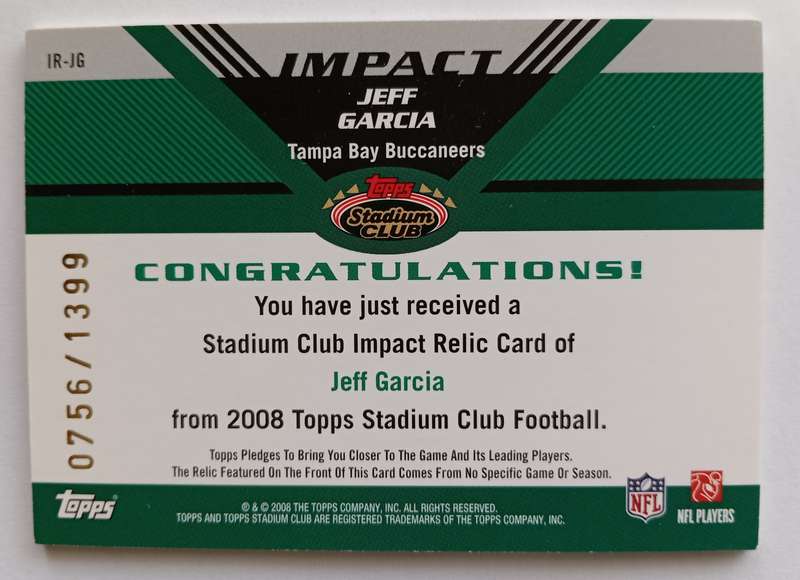 IR-JG
IMPACT
JEFF
GARCIA
Tampa Bay Buccaneers
Topps
Stadium
CLUB
0756/1399
CONGRATULATIONS!
You have just received a
Stadium Club Impact Relic Card of
Jeff Garcia
from 2008 Topps Stadium Club Football.
Topps Pledges To Bring You Closer To The Game And Its Leading Players.
The Relic Featured On The Front Of This Card Comes From No Specific Game Or Season.
Topps®
® & © 2008 THE TOPPS COMPANY, INC. ALL RIGHTS RESERVED.
TOPPS AND TOPPS STADIUM CLUB ARE REGISTERED TRADEMARKS OF THE TOPPS COMPANY, INC.
NFL
NFL PLAYERS